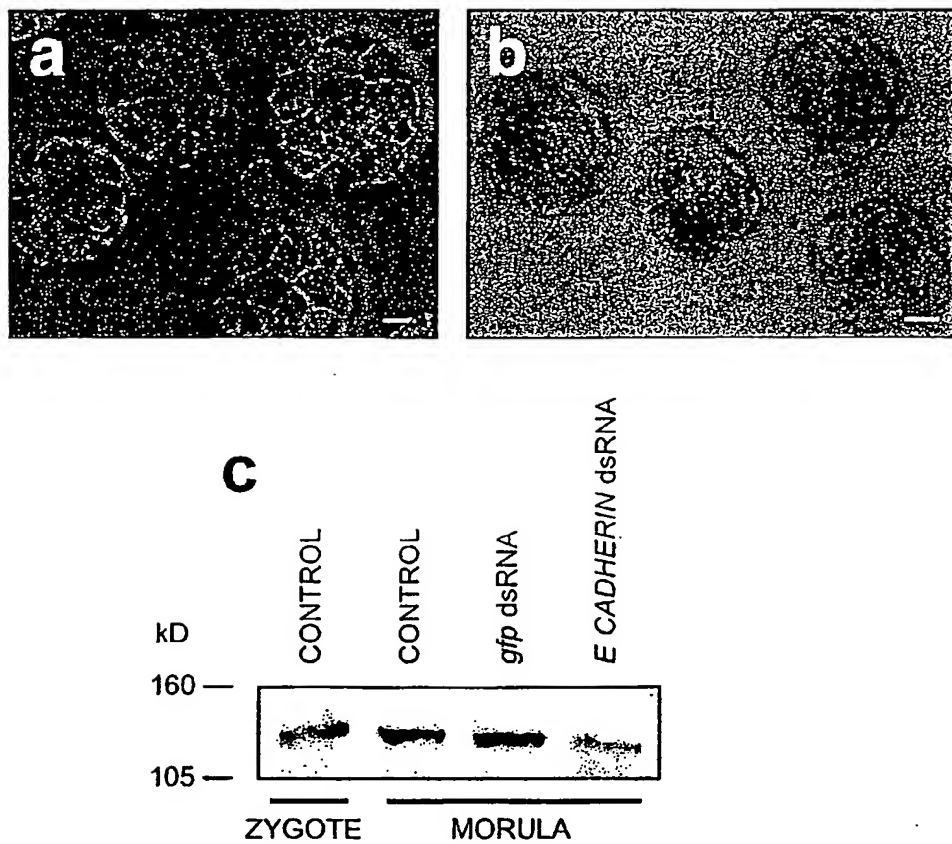 a
b
c
kD
CONTROL
CONTROL
gfp dsRNA
E CADHERIN dsRNA
160
105
ZYGOTE
MORULA